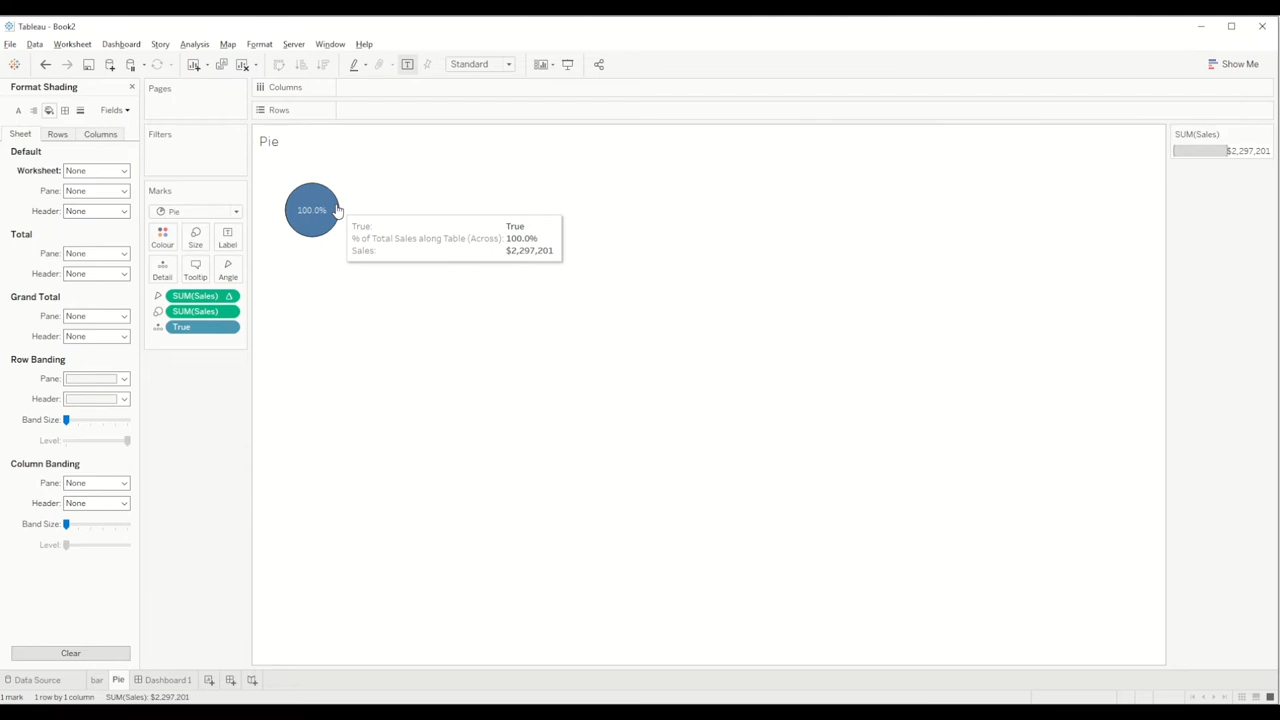 Tableau - Book2
File Data Worksheet Dashboard Story Analysis Map Format Server Window Help
Standard
Show Me
Format Shading
Fields
Sheet Rows Columns
Default
Worksheet: None
Pane: None
Header: None
Total
Pane: None
Header: None
Grand Total
Pane: None
Header: None
Row Banding
Pane:
Header:
Band Size:
Level:
Column Banding
Pane: None
Header: None
Band Size:
Level:
Clear
Pages
Filters
Marks
Pie
Colour Size Label
Detail Tooltip Angle
SUM(Sales) Δ
SUM(Sales)
True
Columns
Rows
Pie
100.0%
True: True
% of Total Sales along Table (Across): 100.0%
Sales: $2,297,201
SUM(Sales)
$2,297,201
Data Source bar Pie Dashboard 1
1 mark 1 row by 1 column SUM(Sales): $2,297,201